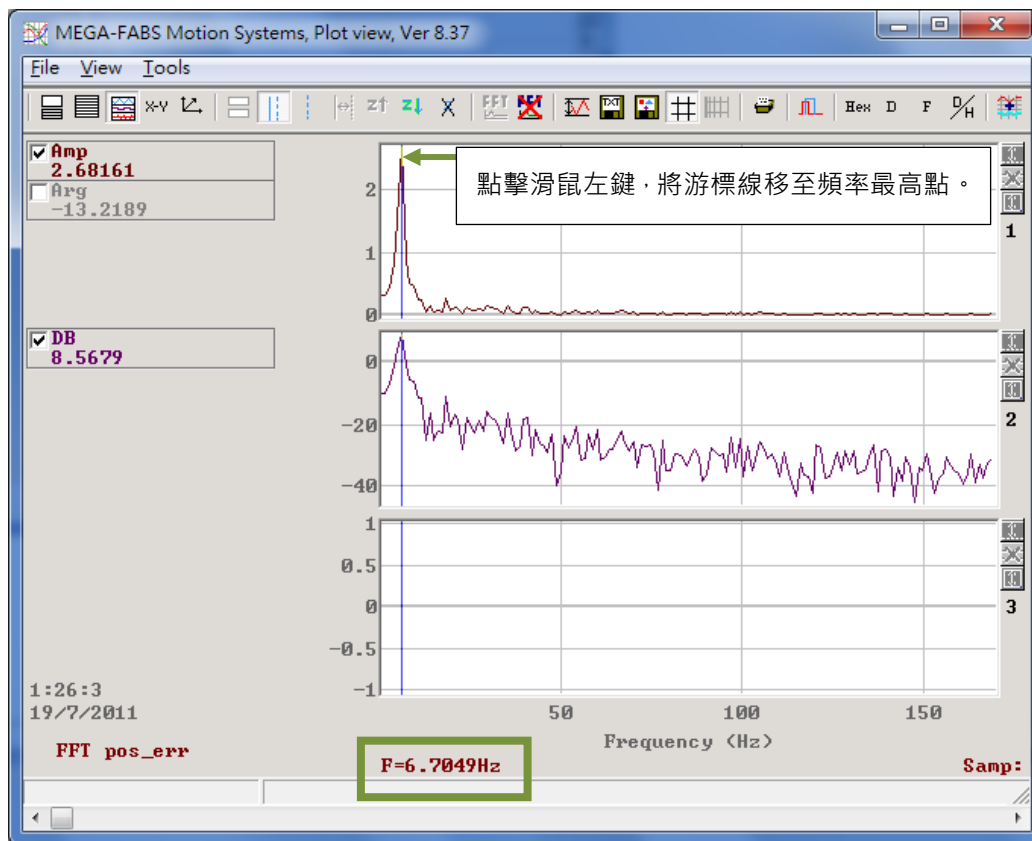 MEGA-FABS Motion Systems, Plot view, Ver 8.37
File View Tools
X-Y
Z↑ Z↓ X FFT FFT TXT Hex D F D/H
Amp
2.68161
Arg
-13.2189
2
1
0
點擊滑鼠左鍵，將游標線移至頻率最高點。
1
DB
8.5679
0
-20
-40
2
1
0.5
0
-0.5
-1
3
1:26:3
19/7/2011
50 100 150
Frequency (Hz)
FFT pos_err
F=6.7049Hz
Samp: